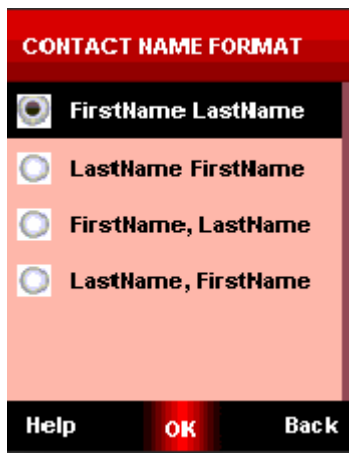 CONTACT NAME FORMAT
FirstName LastName
LastName FirstName
FirstName, LastName
LastName, FirstName
Help OK Back